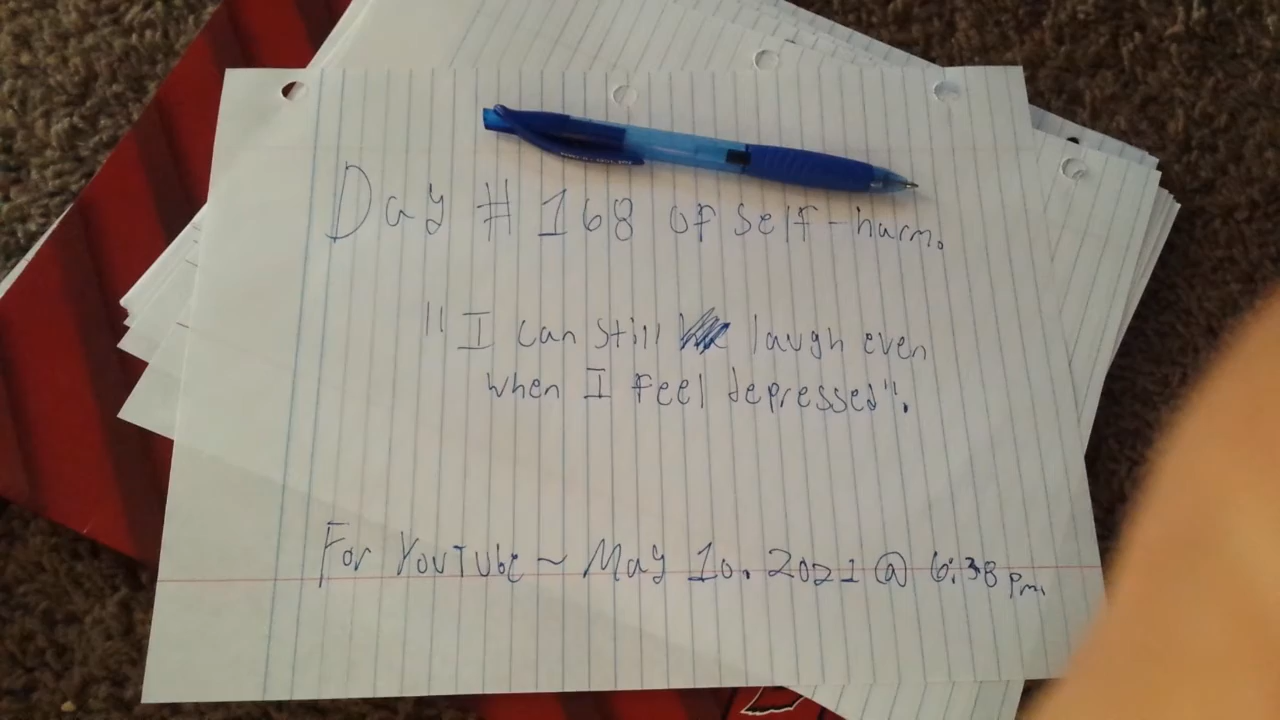 Day # 168 of self-harm.
"I can still laugh even
when I feel depressed".
For YouTube ~ May 10. 2021 @ 6:38 pm.